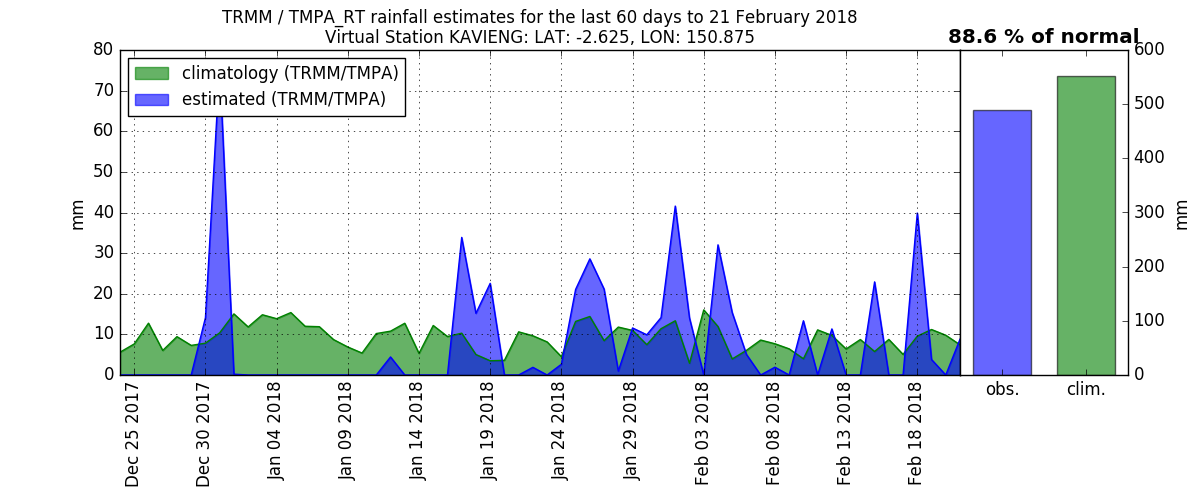 TRMM / TMPA_RT rainfall estimates for the last 60 days to 21 February 2018
Virtual Station KAVIENG: LAT: -2.625, LON: 150.875
88.6 % of normal
climatology (TRMM/TMPA)
estimated (TRMM/TMPA)
80
70
60
50
40
30
20
10
0
mm
Dec 25 2017
Dec 30 2017
Jan 04 2018
Jan 09 2018
Jan 14 2018
Jan 19 2018
Jan 24 2018
Jan 29 2018
Feb 03 2018
Feb 08 2018
Feb 13 2018
Feb 18 2018
obs.
clim.
600
500
400
300
200
100
0
mm